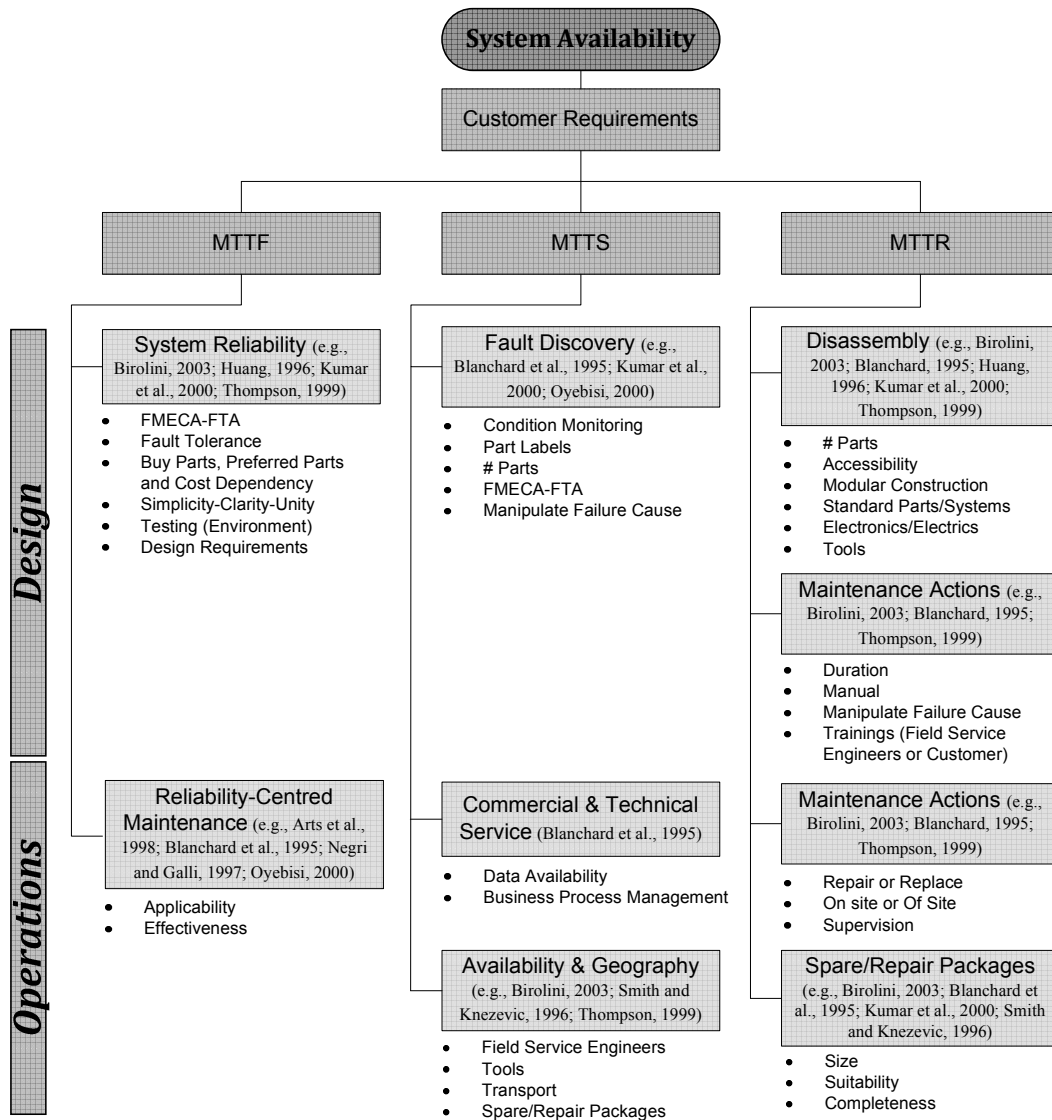 System Availability
Customer Requirements
MTTF
MTTS
MTTR
Design
Operations
System Reliability (e.g.,
Birolini, 2003; Huang, 1996; Kumar
et al., 2000; Thompson, 1999)
• FMECA-FTA
• Fault Tolerance
• Buy Parts, Preferred Parts
and Cost Dependency
• Simplicity-Clarity-Unity
• Testing (Environment)
• Design Requirements
Reliability-Centred
Maintenance (e.g., Arts et al.,
1998; Blanchard et al., 1995; Negri
and Galli, 1997; Oyebisi, 2000)
• Applicability
• Effectiveness
Fault Discovery (e.g.,
Blanchard et al., 1995; Kumar et al.,
2000; Oyebisi, 2000)
• Condition Monitoring
• Part Labels
• # Parts
• FMECA-FTA
• Manipulate Failure Cause
Commercial & Technical
Service (Blanchard et al., 1995)
• Data Availability
• Business Process Management
Availability & Geography
(e.g., Birolini, 2003; Smith and
Knezevic, 1996; Thompson, 1999)
• Field Service Engineers
• Tools
• Transport
• Spare/Repair Packages
Disassembly (e.g., Birolini,
2003; Blanchard, 1995; Huang,
1996; Kumar et al., 2000;
Thompson, 1999)
• # Parts
• Accessibility
• Modular Construction
• Standard Parts/Systems
• Electronics/Electrics
• Tools
Maintenance Actions (e.g.,
Birolini, 2003; Blanchard, 1995;
Thompson, 1999)
• Duration
• Manual
• Manipulate Failure Cause
• Trainings (Field Service
Engineers or Customer)
Maintenance Actions (e.g.,
Birolini, 2003; Blanchard, 1995;
Thompson, 1999)
• Repair or Replace
• On site or Of Site
• Supervision
Spare/Repair Packages
(e.g., Birolini, 2003; Blanchard et
al., 1995; Kumar et al., 2000; Smith
and Knezevic, 1996)
• Size
• Suitability
• Completeness